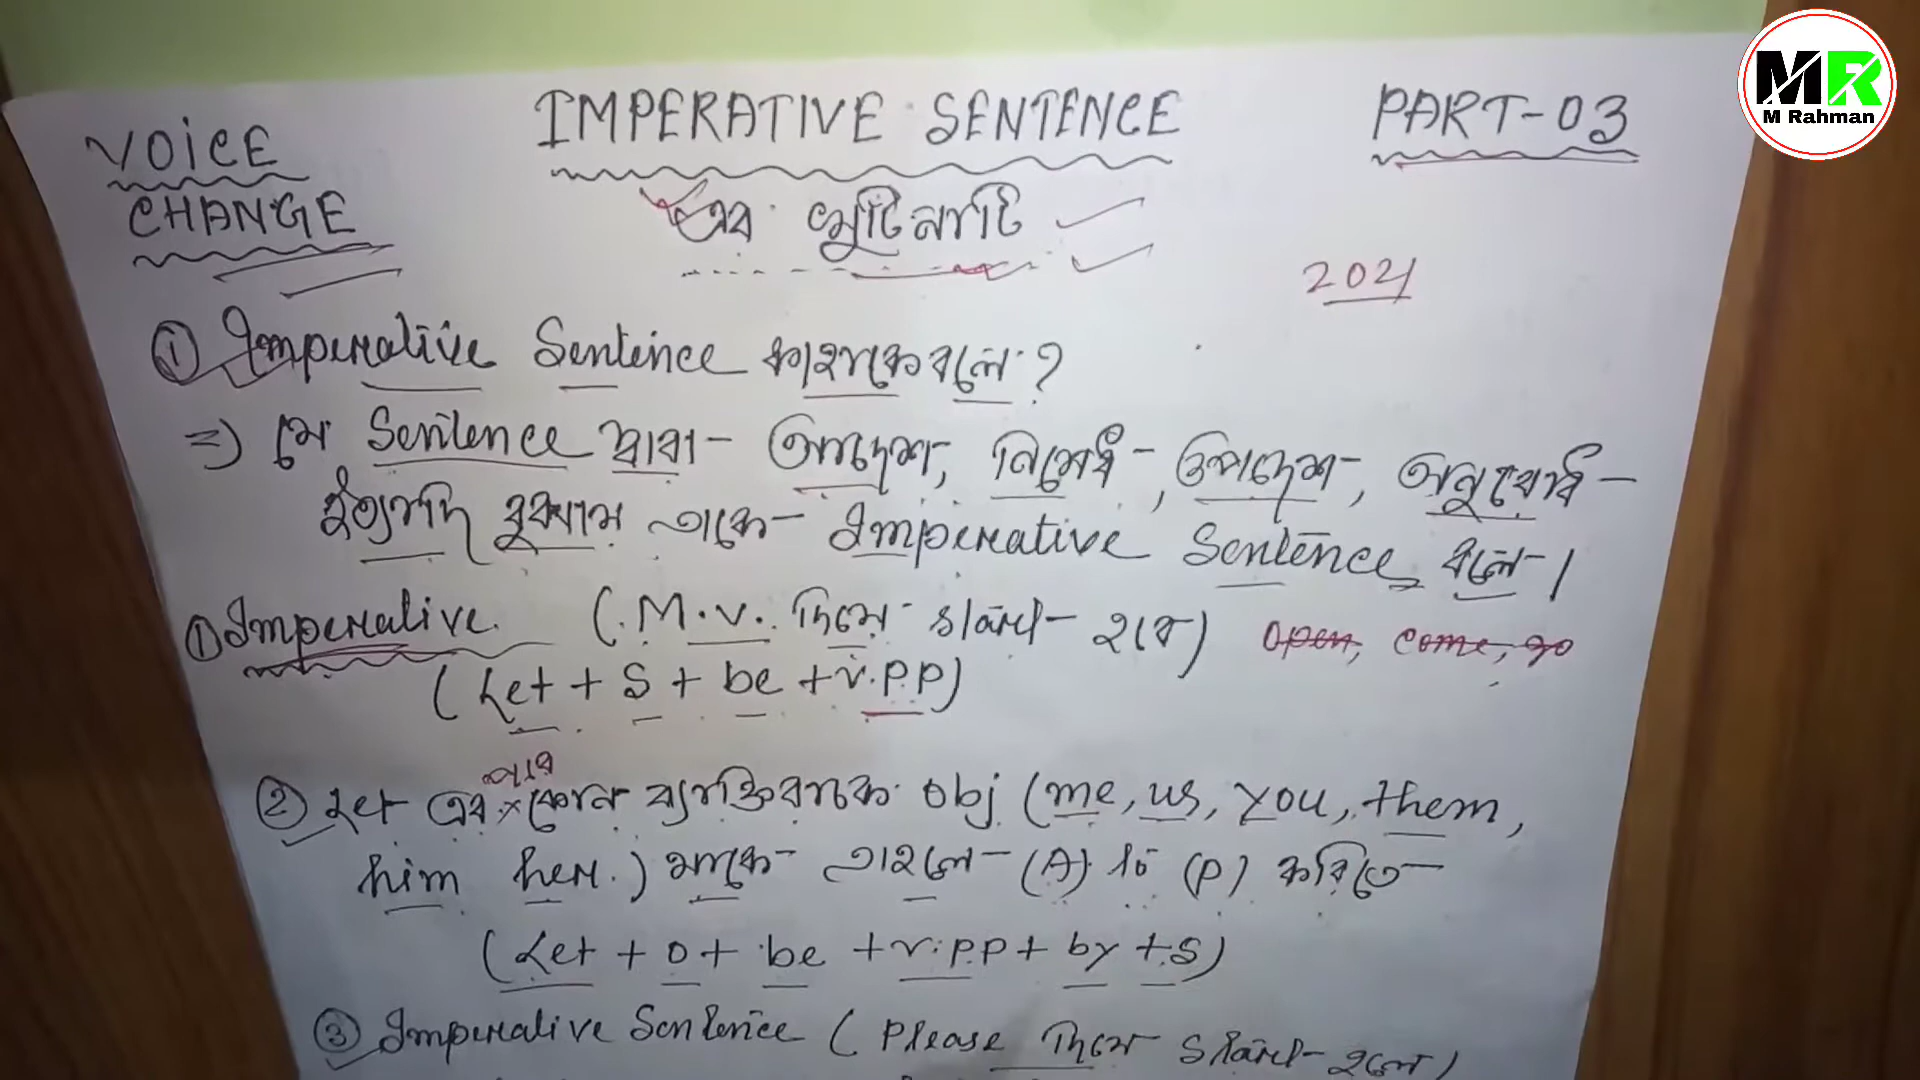 VOICE CHANGE
IMPERATIVE SENTENCE
PART-03
MR
M Rahman
এর খুটিনাটি
2021
① Imperative Sentence কাহাকে বলে ?
=> যে Sentence দ্বারা - আদেশ, নিষেধ -, উপদেশ -, অনুরোধ -
ইত্যাদি বুঝায় তাকে - Imperative Sentence বলে - ।
① Imperative. (M.V. দিয়ে start - হবে) open, come, go
(Let + S + be + v.pp)
② Let এর পরে কোন ব্যাক্তিবাচক obj (me, us, you, them,
him her.) থাকে - তাহলে - (A) to (P) করিতে -
(Let + O + be + v.pp + by + S)
③ Imperative Sentence (Please দিয়ে start - হলে)